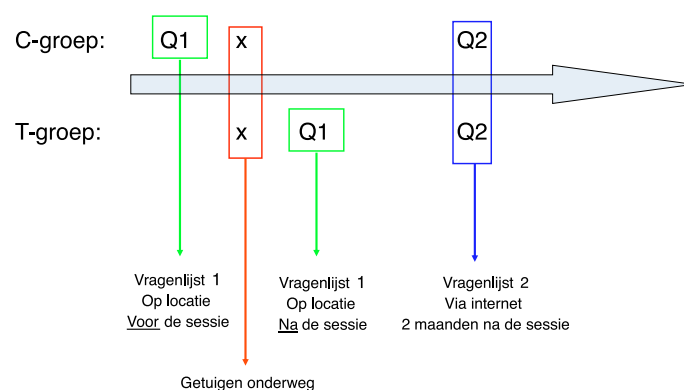 C-groep: Q1 x Q2
T-groep: x Q1 Q2
Vragenlijst 1
Op locatie
Voor de sessie
Vragenlijst 1
Op locatie
Na de sessie
Vragenlijst 2
Via internet
2 maanden na de sessie
Getuigen onderweg